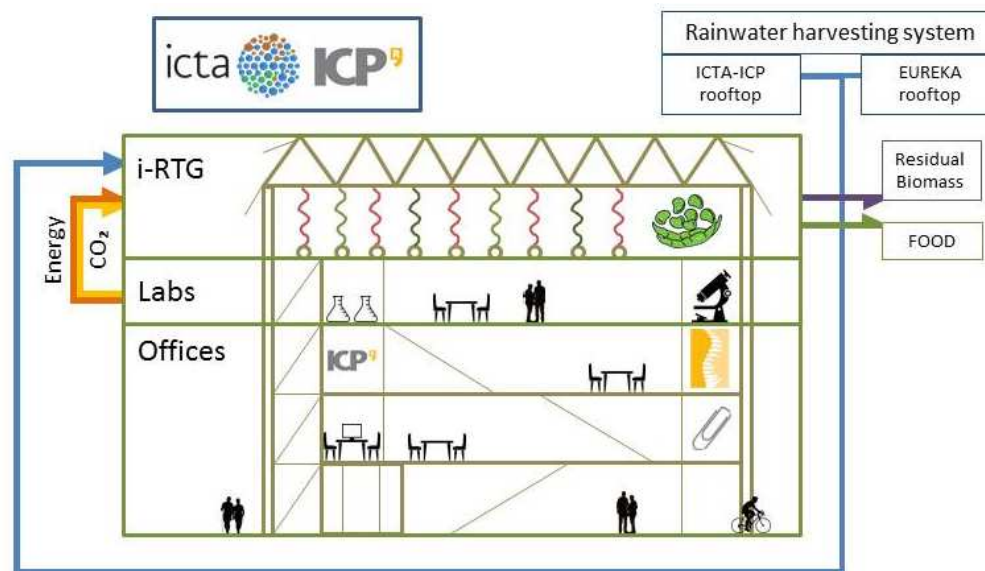 icta ICP
Rainwater harvesting system
ICTA-ICP
rooftop
EUREKA
rooftop
i-RTG
Residual
Biomass
FOOD
Energy
CO₂
Labs
Offices
ICP